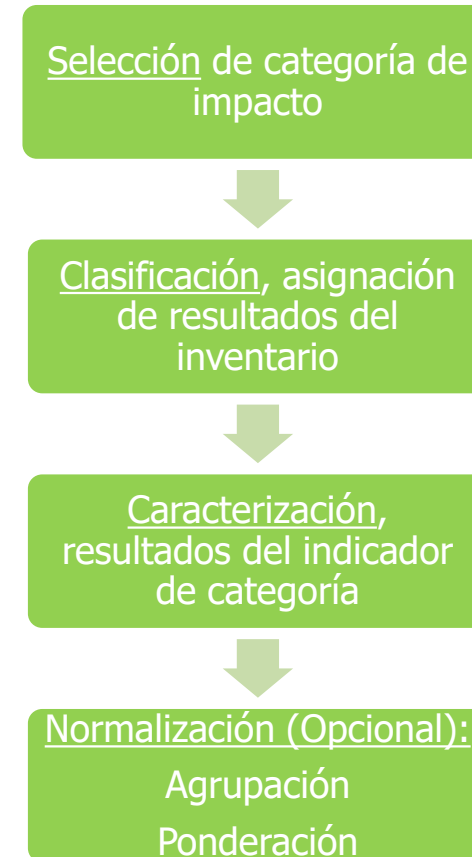 Selección de categoría de
impacto
Clasificación, asignación
de resultados del
inventario
Caracterización,
resultados del indicador
de categoría
Normalización (Opcional):
Agrupación
Ponderación